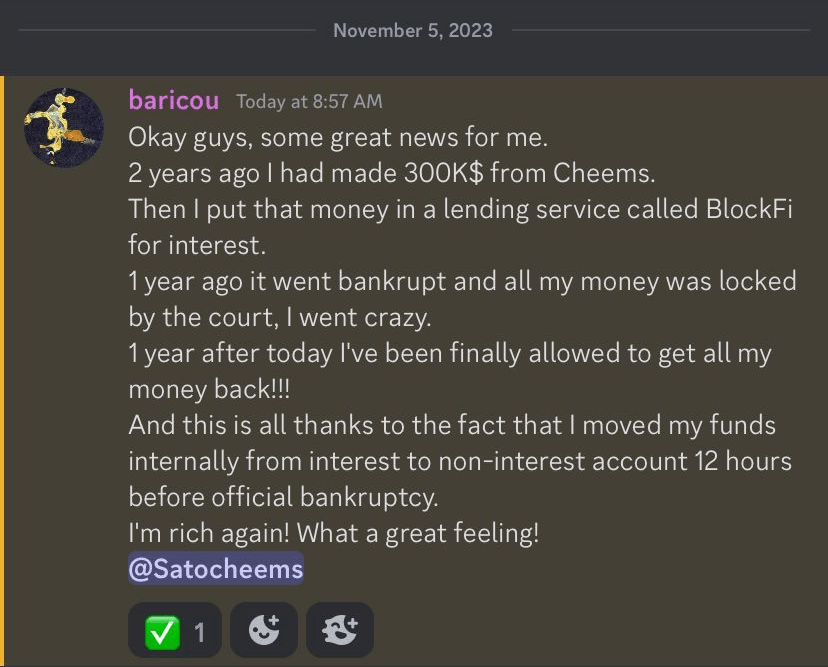 November 5, 2023
baricou Today at 8:57 AM
Okay guys, some great news for me.
2 years ago I had made 300K$ from Cheems.
Then I put that money in a lending service called BlockFi
for interest.
1 year ago it went bankrupt and all my money was locked
by the court, I went crazy.
1 year after today I've been finally allowed to get all my
money back!!!
And this is all thanks to the fact that I moved my funds
internally from interest to non-interest account 12 hours
before official bankruptcy.
I'm rich again! What a great feeling!
@Satocheems
1